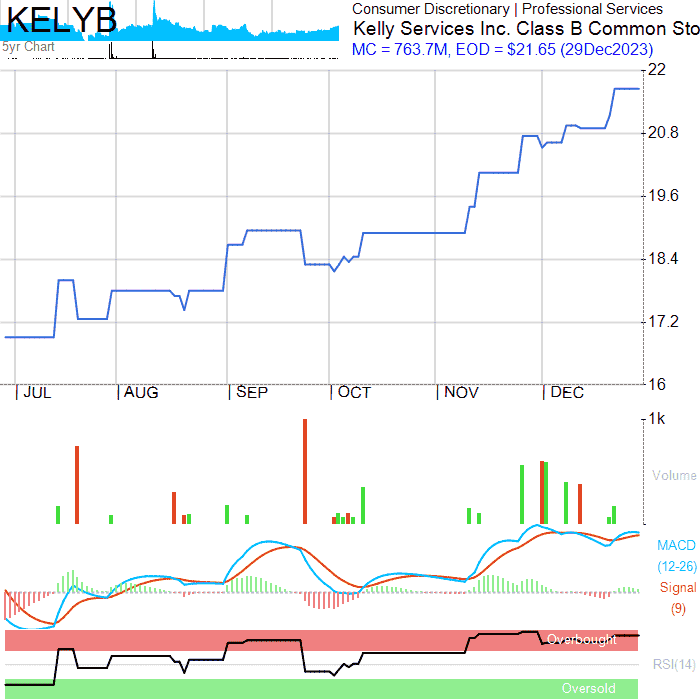 KELYB
5yr Chart
Consumer Discretionary | Professional Services
Kelly Services Inc. Class B Common Sto
MC = 763.7M, EOD = $21.65 (29Dec2023)
22
20.8
19.6
18.4
17.2
16
| JUL | AUG | SEP | OCT | NOV | DEC
1k
Volume
MACD
(12-26)
Signal
(9)
Overbought
RSI(14)
Oversold